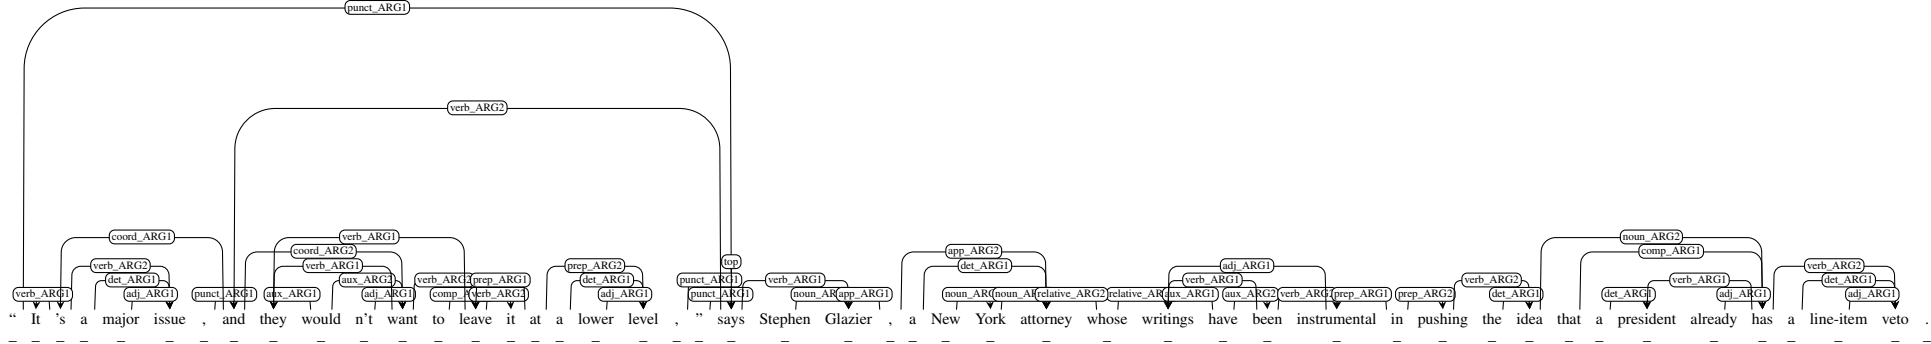 punct_ARG1
verb_ARG2
coord_ARG1 verb_ARG1 noun_ARG2
coord_ARG2 app_ARG2 comp_ARG1
top
verb_ARG2 verb_ARG1 prep_ARG2 det_ARG1 adj_ARG1 verb_ARG2
det_ARG1 aux_ARG2 verb_ARG2 prep_ARG1 det_ARG1 punct_ARG1 verb_ARG1 verb_ARG1 verb_ARG2 verb_ARG1 det_ARG1
verb_ARG1 adj_ARG1 punct_ARG1 aux_ARG1 adj_ARG1 verb_ARG2 adj_ARG1 punct_ARG1 app_ARG1 relative_ARG2 aux_ARG1 aux_ARG2 prep_ARG1 prep_ARG2 det_ARG1 det_ARG1 adj_ARG1 adj_ARG1
“ It ’s a major issue , and they would n’t want to leave it at a lower level , ” says Stephen Glazier , a New York attorney whose writings have been instrumental in pushing the idea that a president already has a line-item veto .